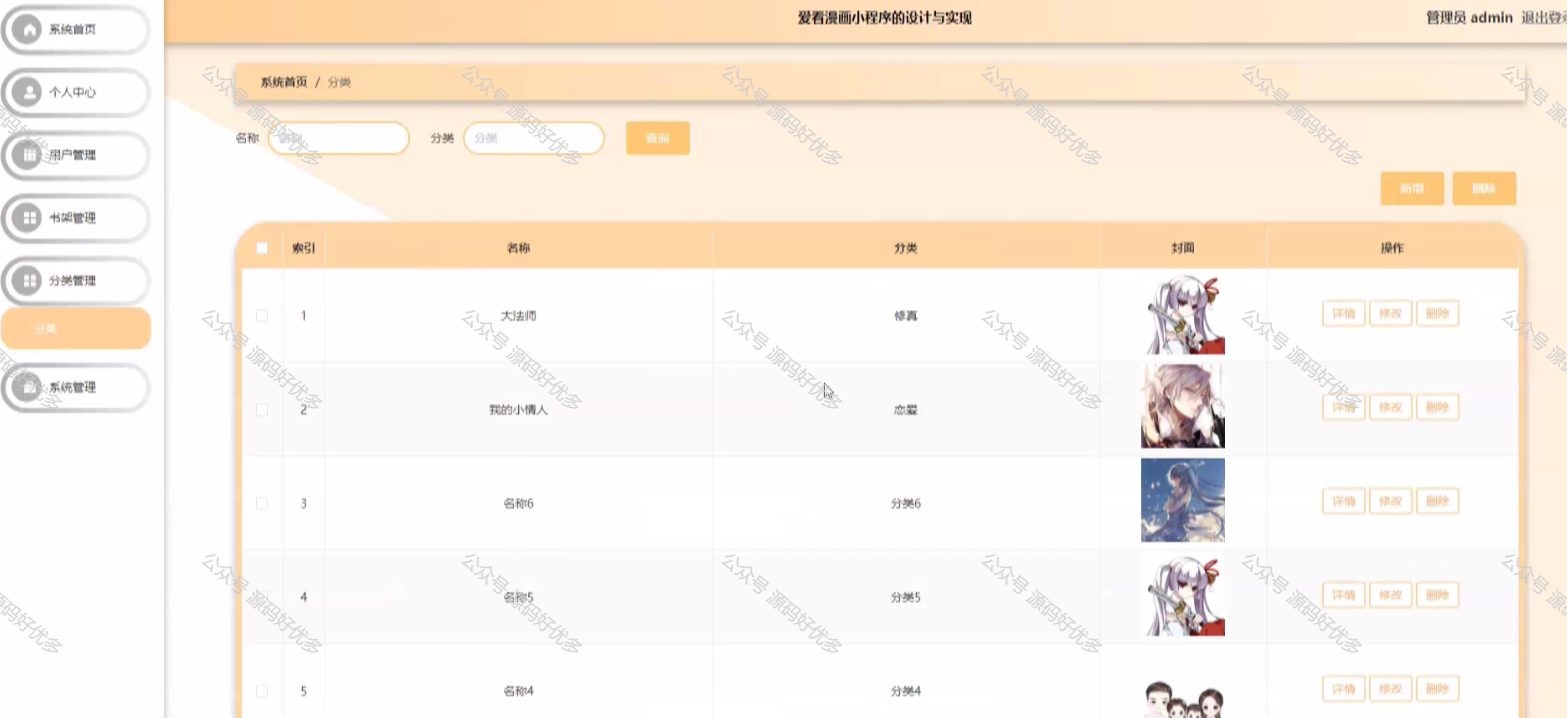 爱看漫画小程序的设计与实现
管理员 admin 退出登录
系统首页
个人中心
用户管理
书架管理
分类管理
分类
系统管理
系统首页 / 分类
名称 名称 分类 分类 查询
新增 删除
索引 名称 分类 封面 操作
1 大法师 修真 详情 修改 删除
2 我的小情人 恋爱 详情 修改 删除
3 名称6 分类6 详情 修改 删除
4 名称5 分类5 详情 修改 删除
5 名称4 分类4 详情 修改 删除
公众号 源码好优多